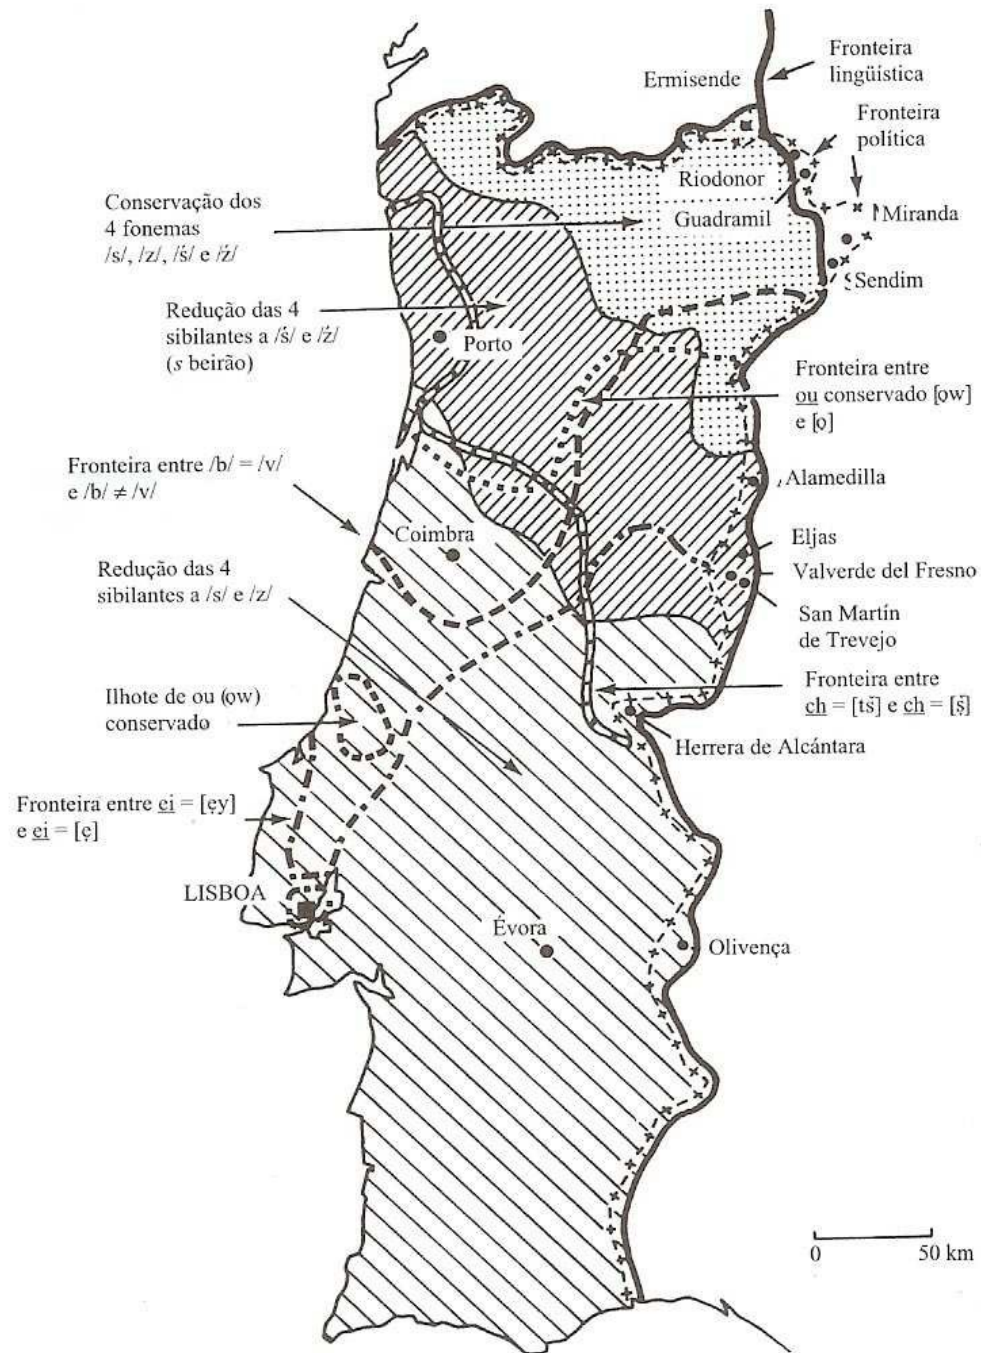 Ermisende
Fronteira
lingüística
Fronteira
política
Riodonor
Guadramil
Miranda
Sendim
Conservação dos
4 fonemas
/s/, /z/, /ś/ e /ź/
Redução das 4
sibilantes a /ś/ e /ź/
(s beirão)
Porto
Fronteira entre
ou conservado [ọw]
e [ọ]
Fronteira entre /b/ = /v/
e /b/ ≠ /v/
Alamedilla
Coimbra
Eljas
Redução das 4
sibilantes a /s/ e /z/
Valverde del Fresno
San Martín
de Trevejo
Ilhote de ou (ọw)
conservado
Fronteira entre
ch = [tš] e ch = [š]
Herrera de Alcántara
Fronteira entre ei = [ẹy]
e ei = [ẹ]
LISBOA
Évora
Olivença
0 50 km